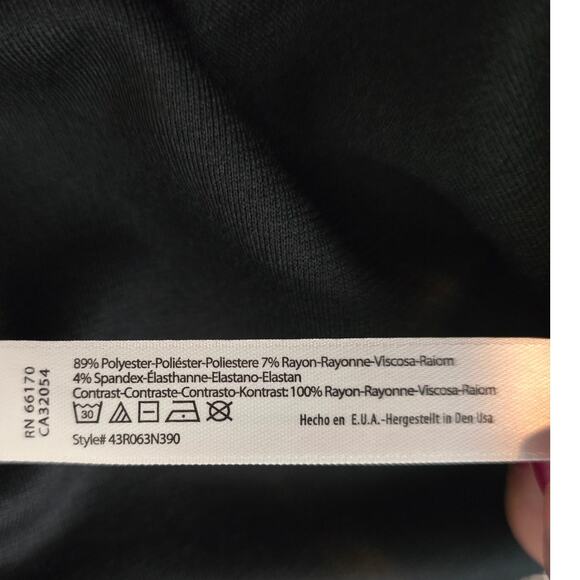 RN 66170
CA32054
89% Polyester-Poliéster-Poliestere 7% Rayon-Rayonne-Viscosa-Raiom
4% Spandex-Élasthanne-Elastano-Elastan
Contrast-Contraste-Contrasto-Kontrast: 100% Rayon-Rayonne-Viscosa-Raiom
30
Hecho en E.U.A.-Hergestellt in Den Usa
Style# 43R063N390